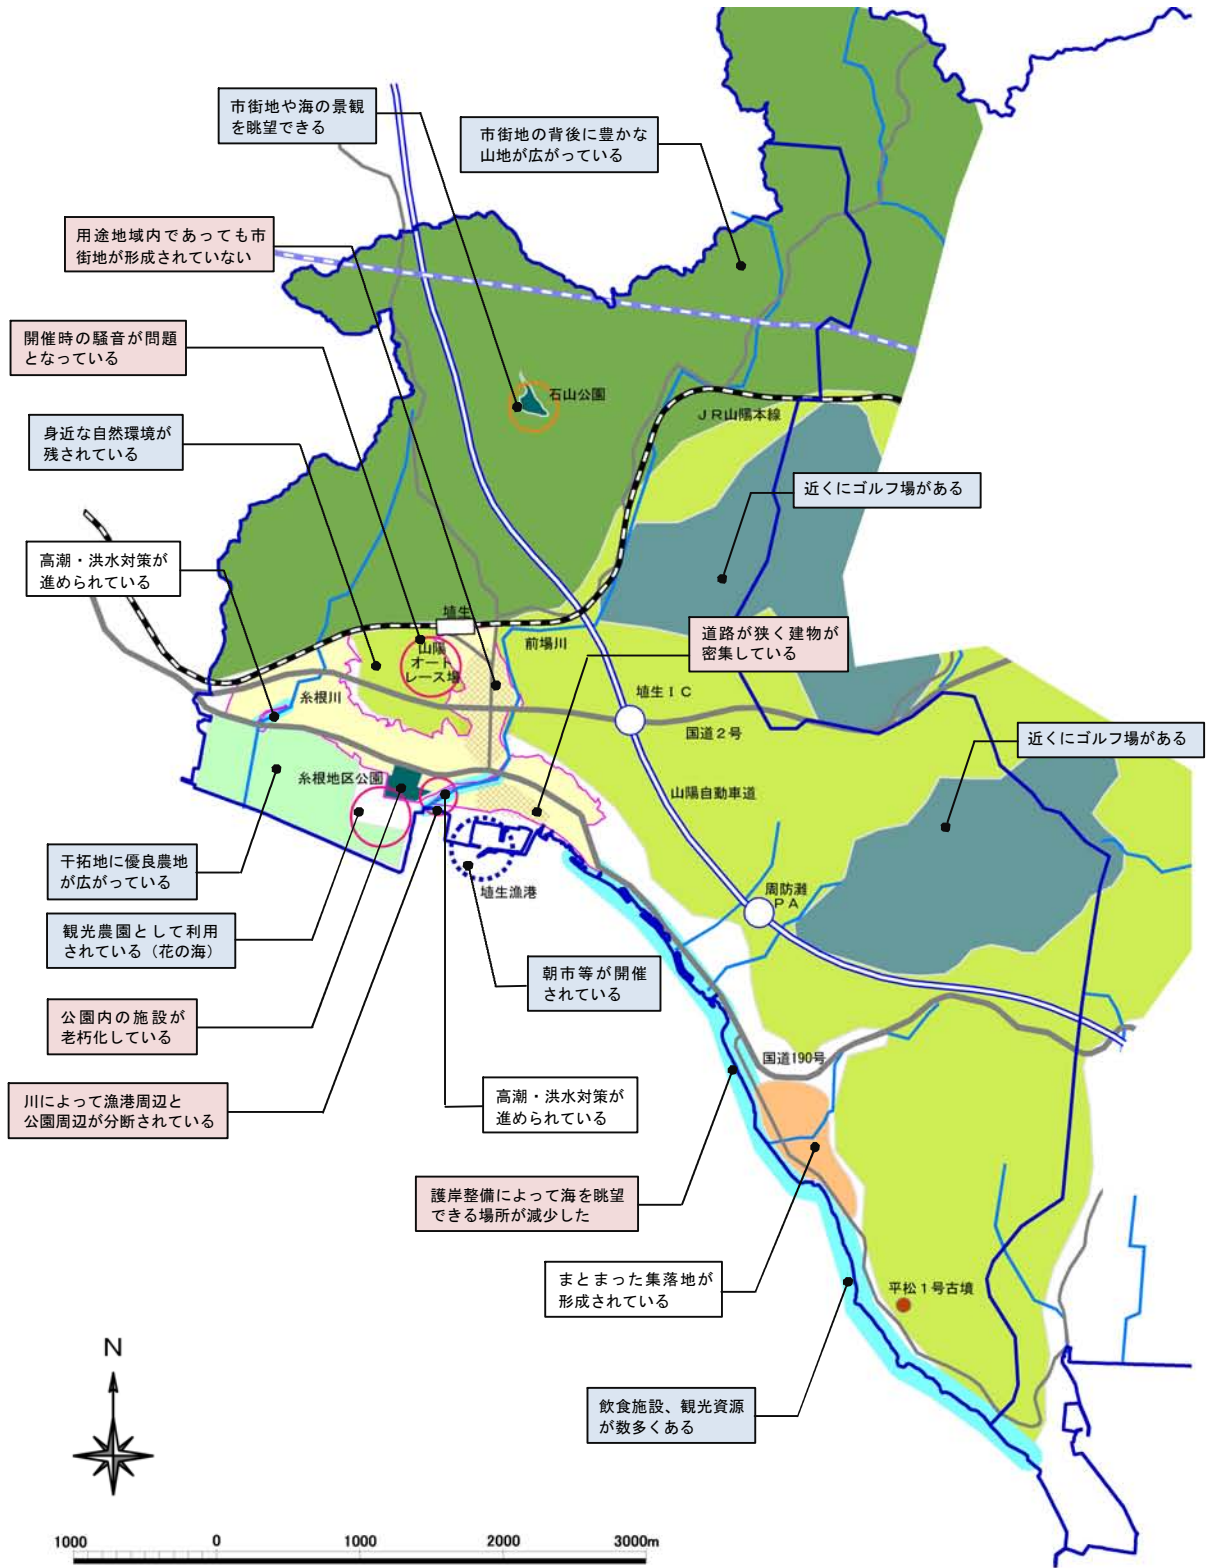 市街地や海の景観
を眺望できる
市街地の背後に豊かな
山地が広がっている
用途地域内であっても市
街地が形成されていない
開催時の騒音が問題
となっている
石山公園
JR山陽本線
身近な自然環境が
残されている
近くにゴルフ場がある
高潮・洪水対策が
進められている
埴生
山陽
オート
レース場
前場川
道路が狭く建物が
密集している
糸根川
埴生IC
国道2号
近くにゴルフ場がある
糸根地区公園
山陽自動車道
干拓地に優良農地
が広がっている
埴生漁港
周防灘
PA
観光農園として利用
されている(花の海)
朝市等が開催
されている
公園内の施設が
老朽化している
国道190号
川によって漁港周辺と
公園周辺が分断されている
高潮・洪水対策が
進められている
護岸整備によって海を眺望
できる場所が減少した
まとまった集落地が
形成されている
平松1号古墳
N
飲食施設、観光資源
が数多くある
1000 0 1000 2000 3000m